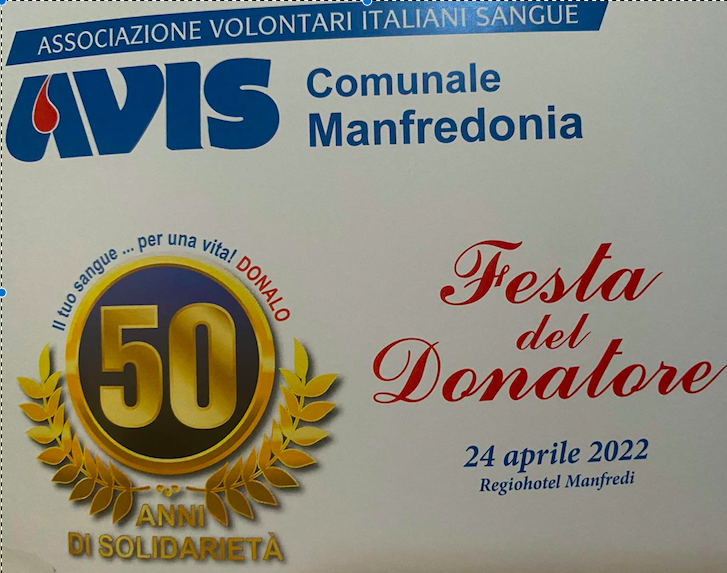 ASSOCIAZIONE VOLONTARI ITALIANI SANGUE
AVIS
Comunale
Manfredonia
Il tuo sangue ... per una vita! DONALO
50
ANNI
DI SOLIDARIETÀ
Festa
del
Donatore
24 aprile 2022
Regiohotel Manfredi